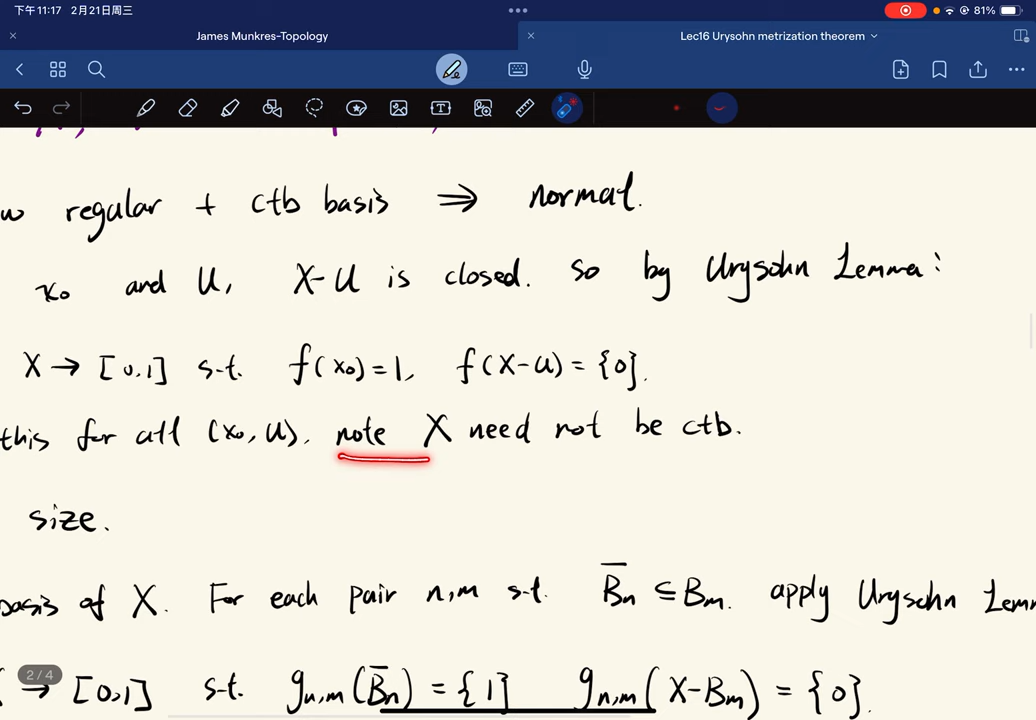 下午11:17 2月21日周三
81%
James Munkres-Topology
Lec16 Urysohn metrization theorem
regular + ctb basis ⇒ normal.
x₀ and U, X-U is closed. so by Urysohn Lemma:
X → [0,1] s.t. f(x₀)=1, f(X-U) = {0}.
this for all (x₀, U), note X need not be ctb.
size.
basis of X. For each pair n,m s.t. B̅n ⊆ Bm. apply Urysohn Lem
→ [0,1] s.t. gn,m(B̅n) = {1} gn,m(X-Bm) = {0}.
2/4